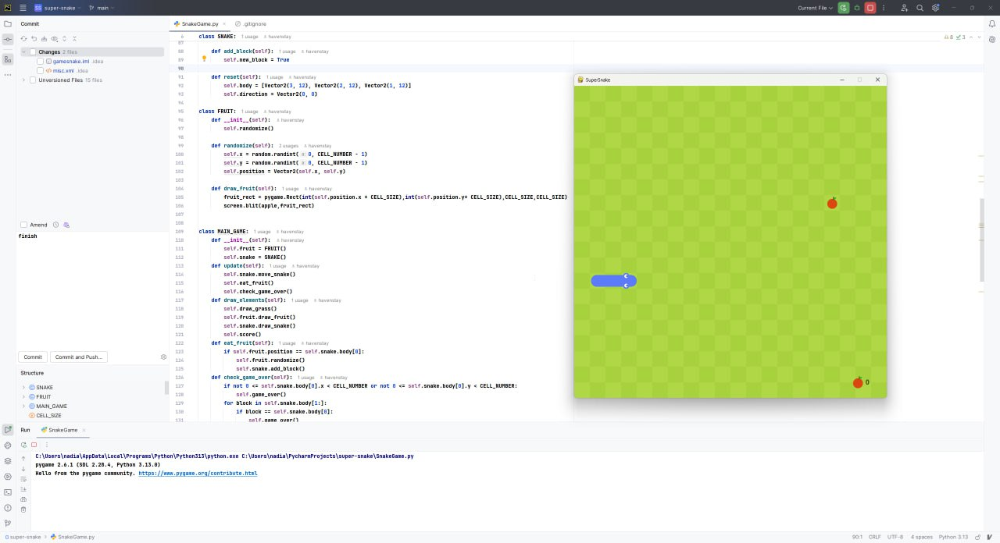 SS super-snake main Current File
Commit
SnakeGame.py .gitignore
Changes 2 files
gamesnake.iml .idea
misc.xml .idea
Unversioned Files 15 files
Amend
finish
Commit Commit and Push...
Structure
SNAKE
FRUIT
MAIN_GAME
CELL_SIZE
6 class SNAKE: 1 usage havenstay
8 3
87
88 def add_block(self): 1 usage havenstay
89 self.new_block = True
90
91 def reset(self): 1 usage havenstay
92 self.body = [Vector2(3, 12), Vector2(2, 12), Vector2(1, 12)]
93 self.direction = Vector2(0, 0)
94
95 class FRUIT: 1 usage havenstay
96 def __init__(self): havenstay
97 self.randomize()
98
99 def randomize(self): 2 usages havenstay
100 self.x = random.randint( a: 0, CELL_NUMBER - 1)
101 self.y = random.randint( a: 0, CELL_NUMBER - 1)
102 self.position = Vector2(self.x, self.y)
103
104 def draw_fruit(self): 1 usage havenstay
105 fruit_rect = pygame.Rect(int(self.position.x * CELL_SIZE),int(self.position.y* CELL_SIZE),CELL_SIZE,CELL_SIZE)
106 screen.blit(apple,fruit_rect)
107
108
109 class MAIN_GAME: 1 usage havenstay
110 def __init__(self): havenstay
111 self.fruit = FRUIT()
112 self.snake = SNAKE()
113 def update(self): 1 usage havenstay
114 self.snake.move_snake()
115 self.eat_fruit()
116 self.check_game_over()
117 def draw_elements(self): 1 usage havenstay
118 self.draw_grass()
119 self.fruit.draw_fruit()
120 self.snake.draw_snake()
121 self.score()
122 def eat_fruit(self): 1 usage havenstay
123 if self.fruit.position == self.snake.body[0]:
124 self.fruit.randomize()
125 self.snake.add_block()
126 def check_game_over(self): 1 usage havenstay
127 if not 0 <= self.snake.body[0].x < CELL_NUMBER or not 0 <= self.snake.body[0].y < CELL_NUMBER:
128 self.game_over()
129 for block in self.snake.body[1:]:
130 if block == self.snake.body[0]:
131 self.game_over()
SuperSnake
0
Run SnakeGame
C:\Users\nadia\AppData\Local\Programs\Python\Python313\python.exe C:\Users\nadia\PycharmProjects\super-snake\SnakeGame.py
pygame 2.6.1 (SDL 2.28.4, Python 3.13.0)
Hello from the pygame community. https://www.pygame.org/contribute.html
super-snake > SnakeGame.py 90:1 CRLF UTF-8 4 spaces Python 3.13